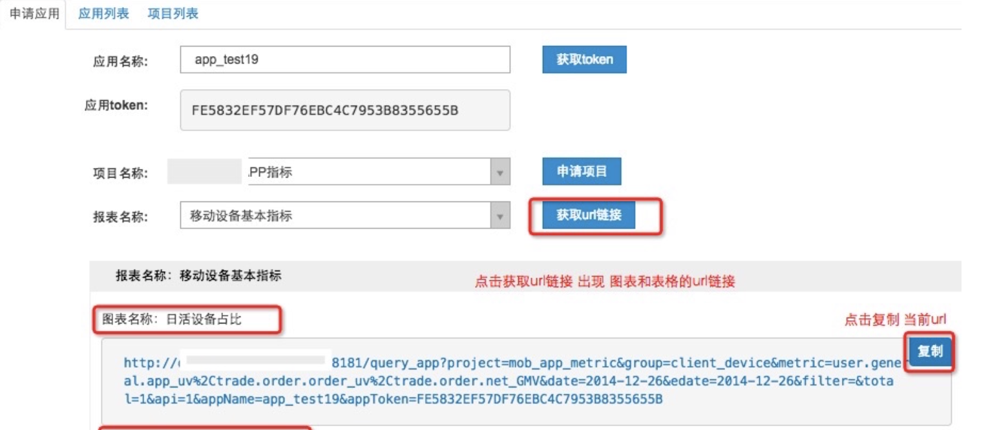 申请应用 应用列表 项目列表
应用名称: app_test19 获取token
应用token: FE5832EF57DF76EBC4C7953B8355655B
项目名称: PP指标 申请项目
报表名称: 移动设备基本指标 获取url链接
报表名称: 移动设备基本指标
点击获取url链接 出现 图表和表格的url链接
图表名称: 日活设备占比
点击复制 当前url
复制
http:// 8181/query_app?project=mob_app_metric&group=client_device&metric=user.gener
al.app_uv%2Ctrade.order.order_uv%2Ctrade.order.net_GMV&date=2014-12-26&edate=2014-12-26&filter=&tota
l=1&api=1&appName=app_test19&appToken=FE5832EF57DF76EBC4C7953B8355655B